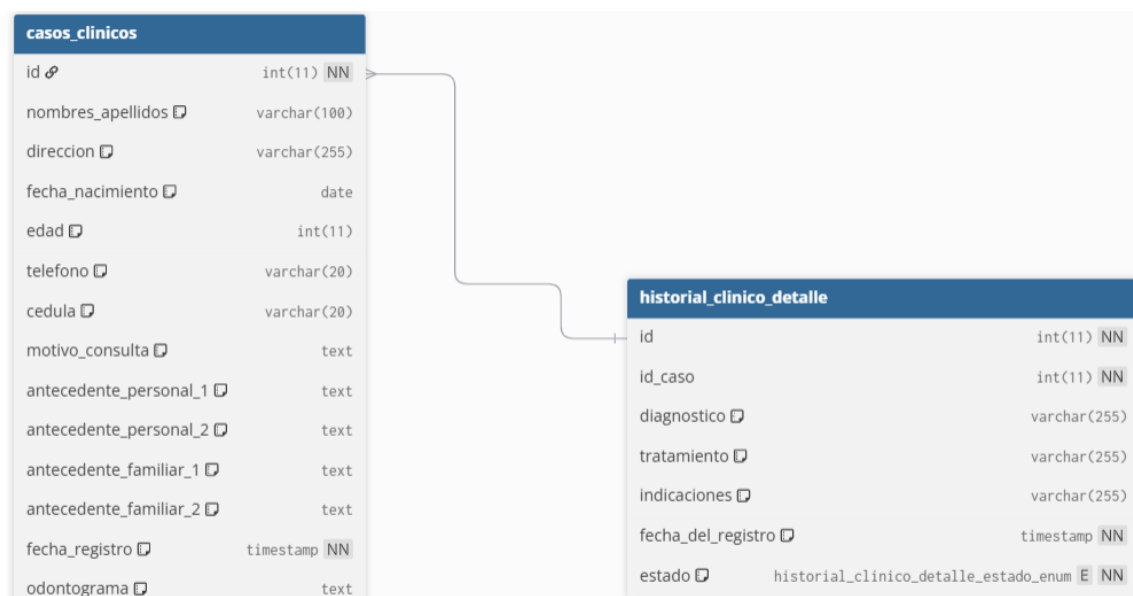 casos_clinicos
id int(11) NN
nombres_apellidos varchar(100)
direccion varchar(255)
fecha_nacimiento date
edad int(11)
telefono varchar(20)
cedula varchar(20)
motivo_consulta text
antecedente_personal_1 text
antecedente_personal_2 text
antecedente_familiar_1 text
antecedente_familiar_2 text
fecha_registro timestamp NN
odontograma text
historial_clinico_detalle
id int(11) NN
id_caso int(11) NN
diagnostico varchar(255)
tratamiento varchar(255)
indicaciones varchar(255)
fecha_del_registro timestamp NN
estado historial_clinico_detalle_estado_enum E NN